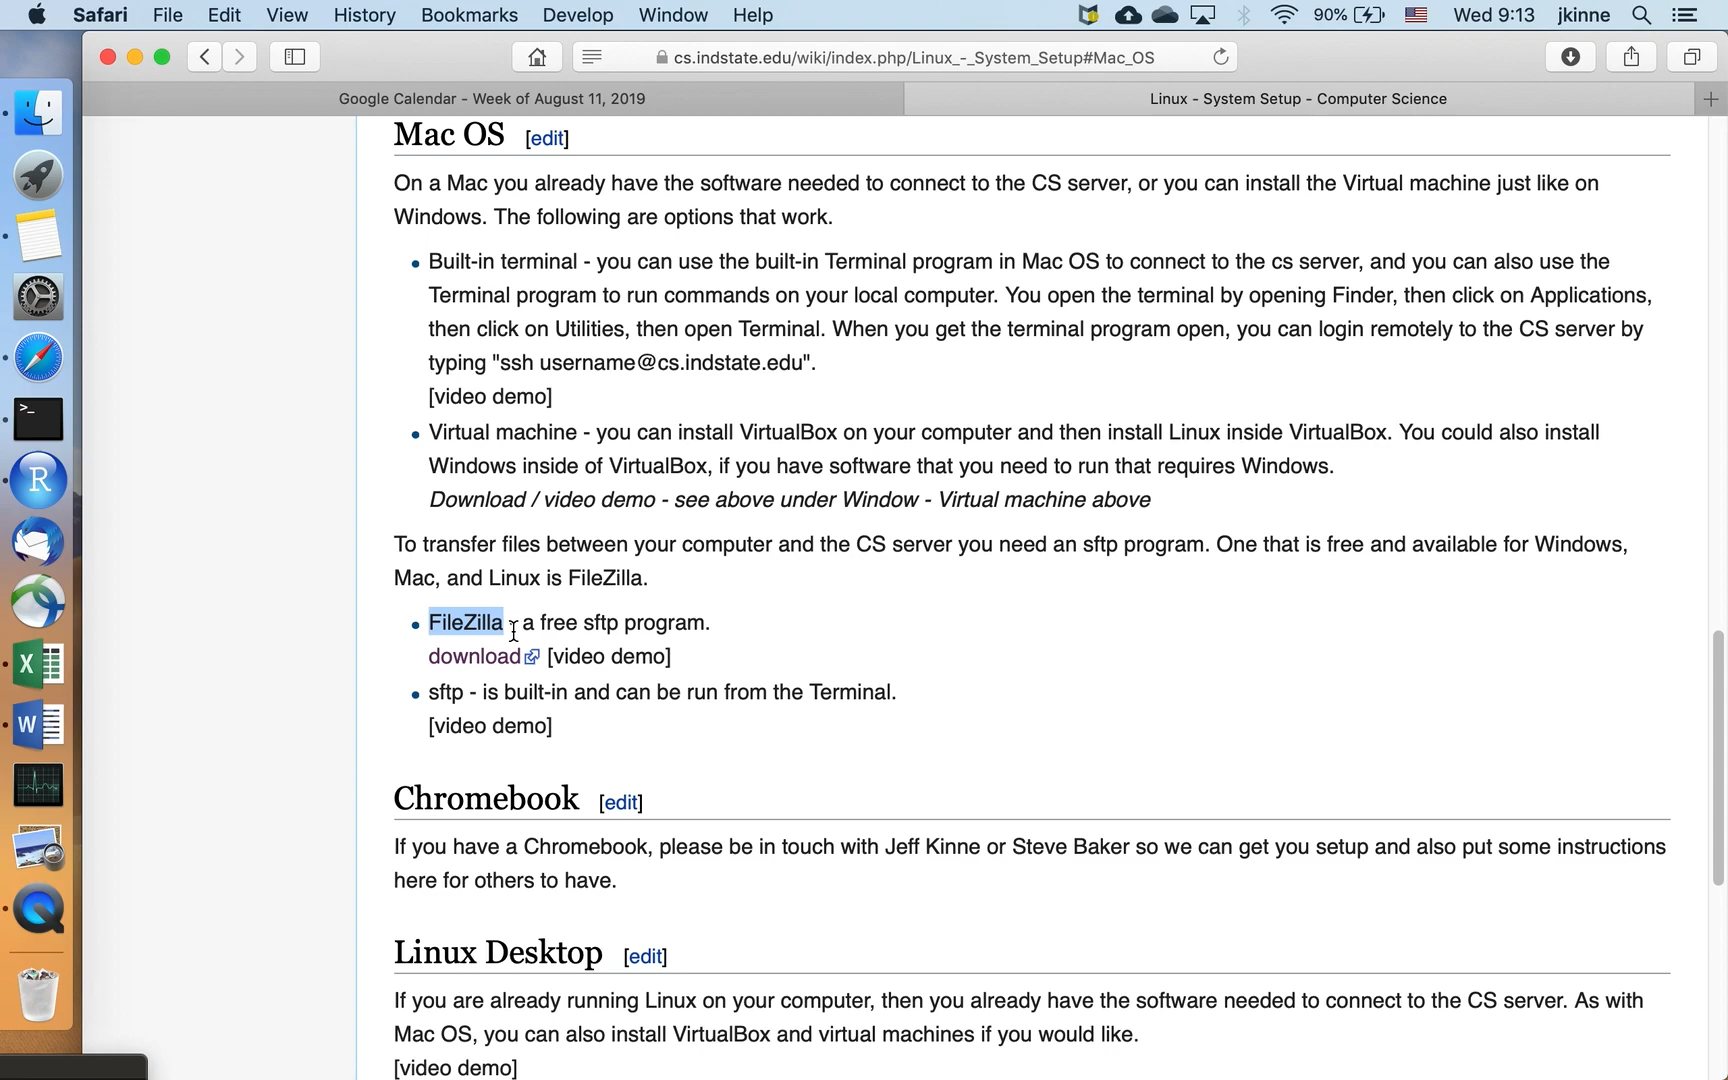 Safari File Edit View History Bookmarks Develop Window Help 90% Wed 9:13 jkinne
cs.indstate.edu/wiki/index.php/Linux_-_System_Setup#Mac_OS
Google Calendar - Week of August 11, 2019 Linux - System Setup - Computer Science
Mac OS [edit]
On a Mac you already have the software needed to connect to the CS server, or you can install the Virtual machine just like on
Windows. The following are options that work.
Built-in terminal - you can use the built-in Terminal program in Mac OS to connect to the cs server, and you can also use the
Terminal program to run commands on your local computer. You open the terminal by opening Finder, then click on Applications,
then click on Utilities, then open Terminal. When you get the terminal program open, you can login remotely to the CS server by
typing "ssh username@cs.indstate.edu".
[video demo]
Virtual machine - you can install VirtualBox on your computer and then install Linux inside VirtualBox. You could also install
Windows inside of VirtualBox, if you have software that you need to run that requires Windows.
Download / video demo - see above under Window - Virtual machine above
To transfer files between your computer and the CS server you need an sftp program. One that is free and available for Windows,
Mac, and Linux is FileZilla.
FileZilla - a free sftp program.
download [video demo]
sftp - is built-in and can be run from the Terminal.
[video demo]
Chromebook [edit]
If you have a Chromebook, please be in touch with Jeff Kinne or Steve Baker so we can get you setup and also put some instructions
here for others to have.
Linux Desktop [edit]
If you are already running Linux on your computer, then you already have the software needed to connect to the CS server. As with
Mac OS, you can also install VirtualBox and virtual machines if you would like.
[video demo]